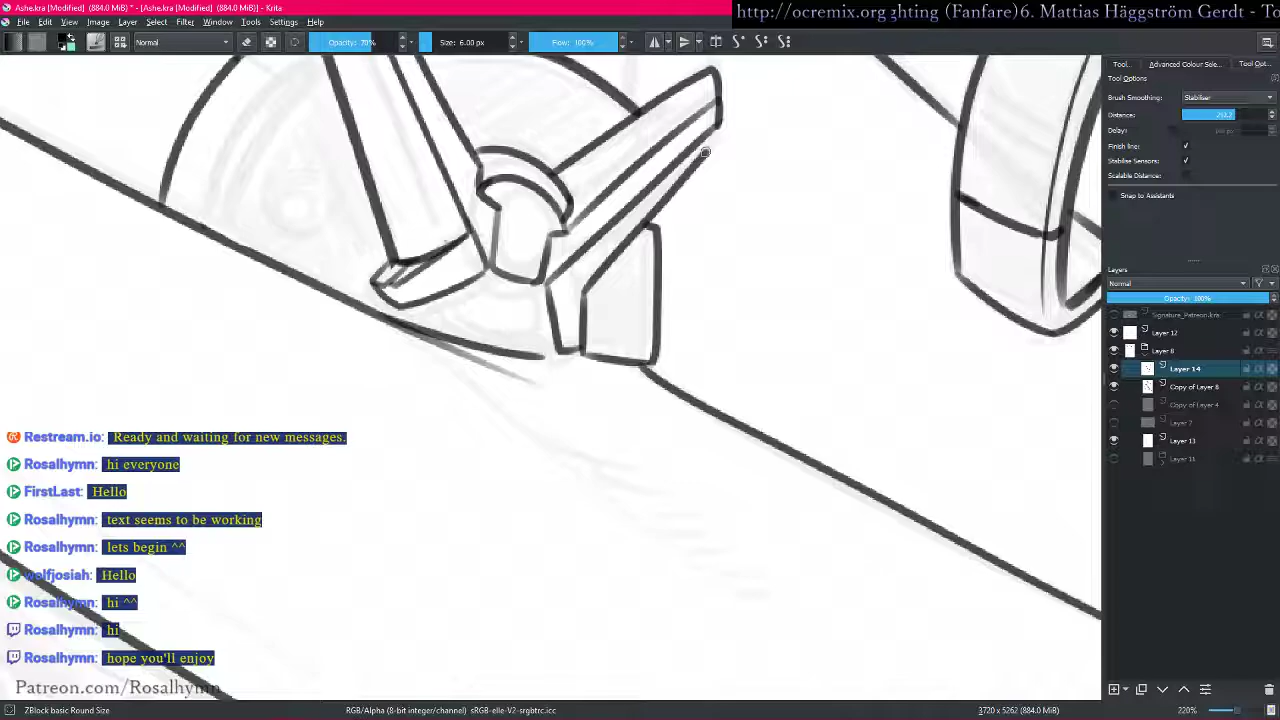 Ashe.kra [Modified] (884.0 MiB) * - [Ashe.kra [Modified] (884.0 MiB)] - Krita
http://ocremix.org
ghting (Fanfare)6. Mattias Häggström Gerdt - To
File Edit View Image Layer Select Filter Window Tools Settings Help
Normal
Opacity: 70%
Size: 6.00 px
Flow: 100%
Tool...
Advanced Colour Sele...
Tool Opt...
Tool Options
Brush Smoothing:
Stabiliser
Distance:
Delay:
Finish line:
Stabilise Sensors:
Scalable Distance:
Snap to Assistants
Layers
Normal
Opacity: 100%
Signature_Patreon.kra
Layer 12
Layer 8
Layer 14
Copy of Layer 8
Copy of Layer 4
Layer 7
Layer 13
Layer 11
Restream.io: Ready and waiting for new messages.
Rosalhymn: hi everyone
FirstLast: Hello
Rosalhymn: text seems to be working
Rosalhymn: lets begin ^^
wolfjosiah: Hello
Rosalhymn: hi ^^
Rosalhymn: hi
Rosalhymn: hope you'll enjoy
Patreon.com/Rosalhymn
ZBlock basic Round Size
RGB/Alpha (8-bit integer/channel) sRGB-elle-V2-srgbtrc.icc
3720 x 5262 (884.0 MiB)
220%